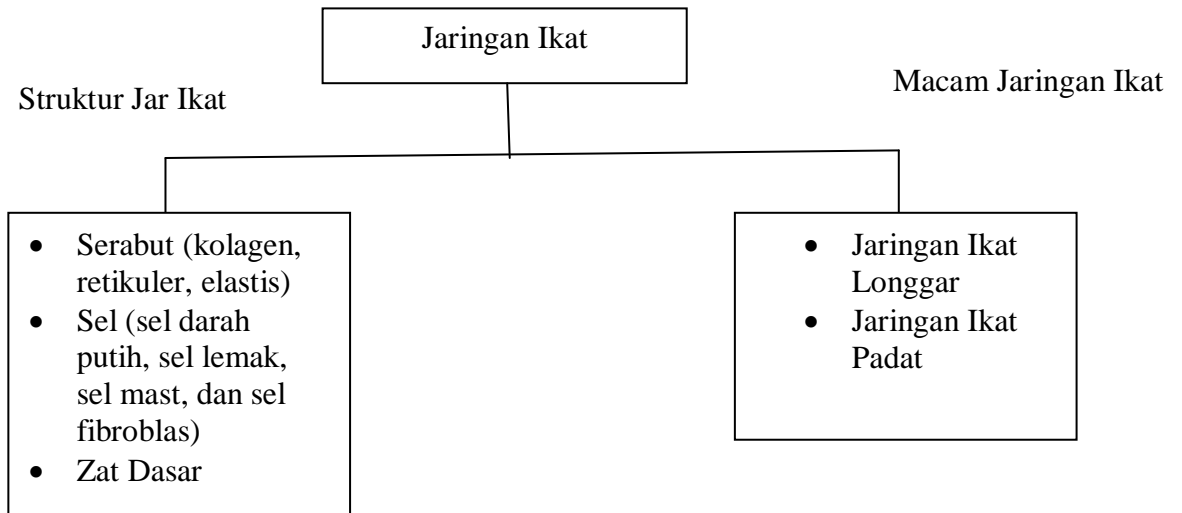 Jaringan Ikat
Struktur Jar Ikat
Macam Jaringan Ikat
• Serabut (kolagen,
retikuler, elastis)
• Sel (sel darah
putih, sel lemak,
sel mast, dan sel
fibroblas)
• Zat Dasar
• Jaringan Ikat
Longgar
• Jaringan Ikat
Padat